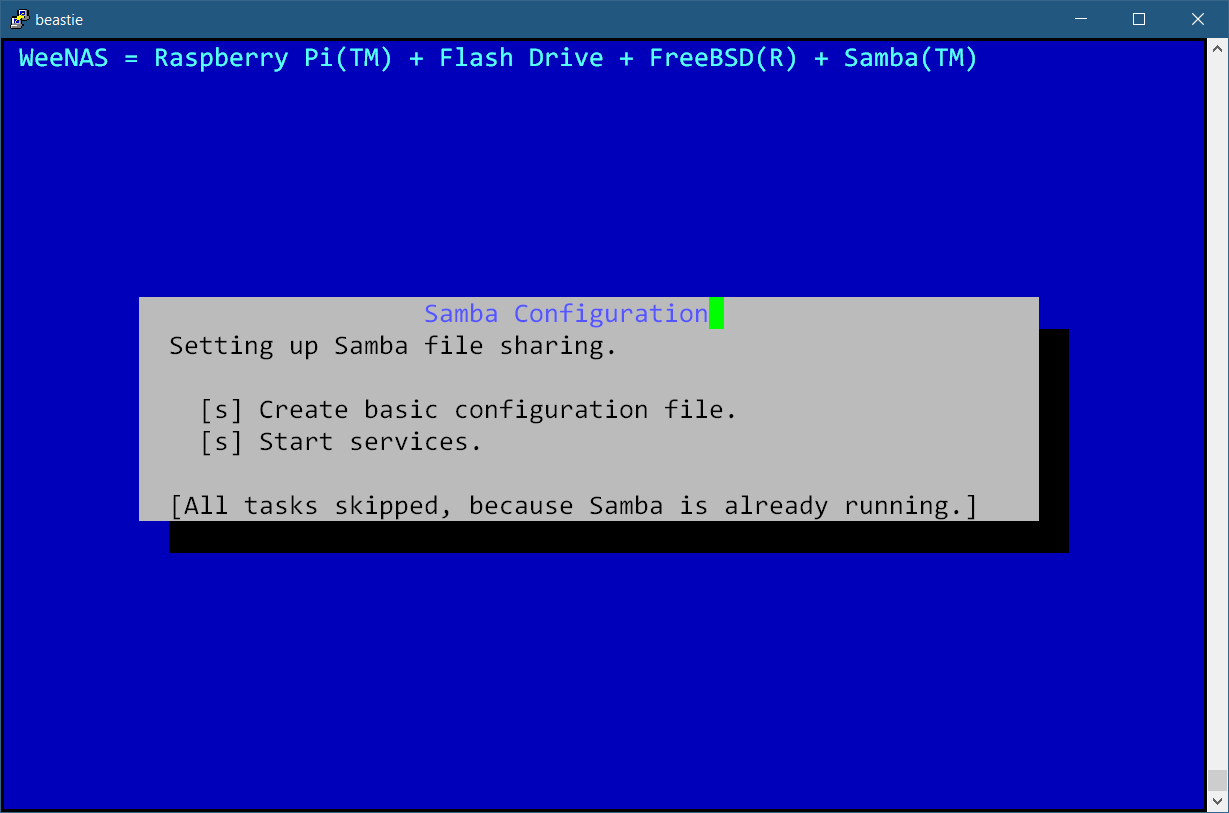 beastie
WeeNAS = Raspberry Pi(TM) + Flash Drive + FreeBSD(R) + Samba(TM)
Samba Configuration
Setting up Samba file sharing.
[s] Create basic configuration file.
[s] Start services.
[All tasks skipped, because Samba is already running.]